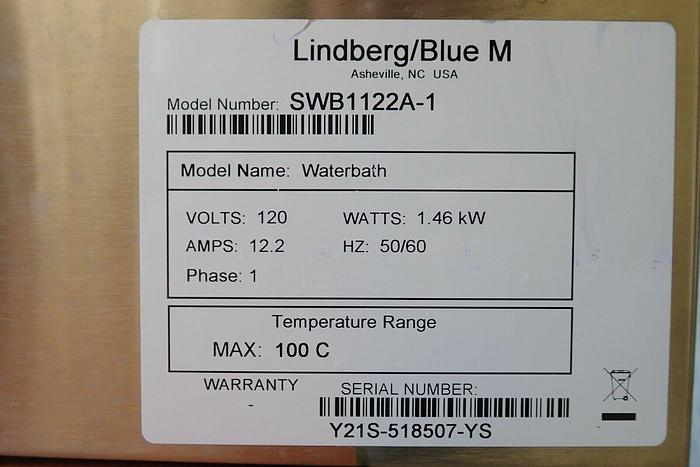 Lindberg/Blue M
Asheville, NC USA
Model Number: SWB1122A-1
Model Name: Waterbath
VOLTS: 120 WATTS: 1.46 kW
AMPS: 12.2 HZ: 50/60
Phase: 1
Temperature Range
MAX: 100 C
WARRANTY SERIAL NUMBER:
-
Y21S-518507-YS